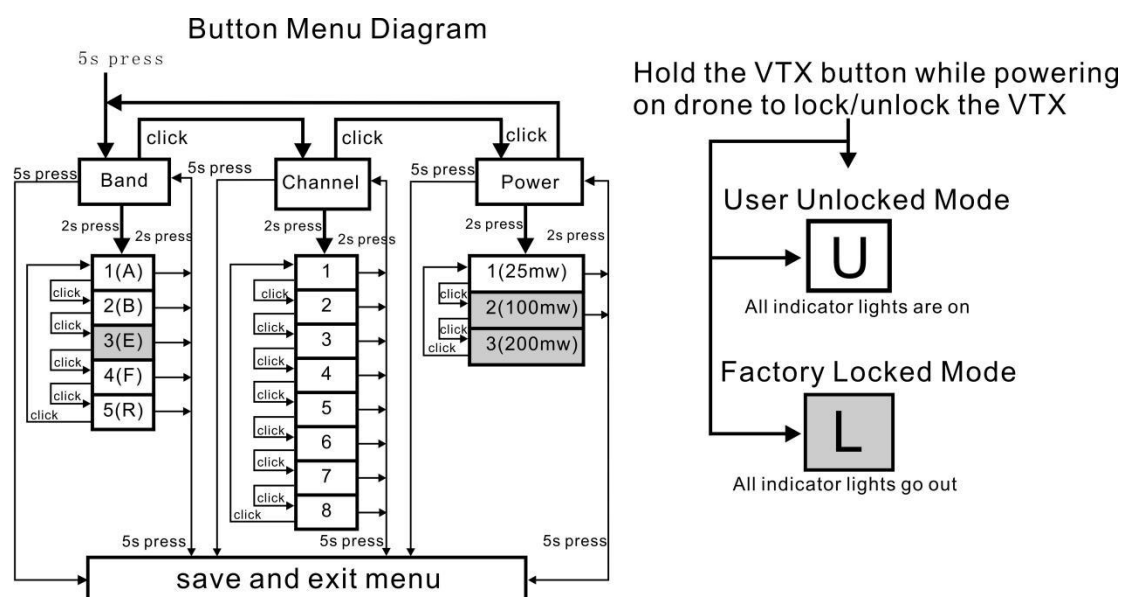 Button Menu Diagram
5s press
click
click
click
5s press
Band
5s press
Channel
5s press
Power
2s press
2s press
2s press
2s press
2s press
2s press
1(A)
2(B)
3(E)
4(F)
5(R)
click
click
click
click
click
1
2
3
4
5
6
7
8
click
click
click
click
click
click
click
click
1(25mw)
2(100mw)
3(200mw)
click
click
click
5s press
5s press
5s press
save and exit menu
Hold the VTX button while powering
on drone to lock/unlock the VTX
User Unlocked Mode
U
All indicator lights are on
Factory Locked Mode
L
All indicator lights go out